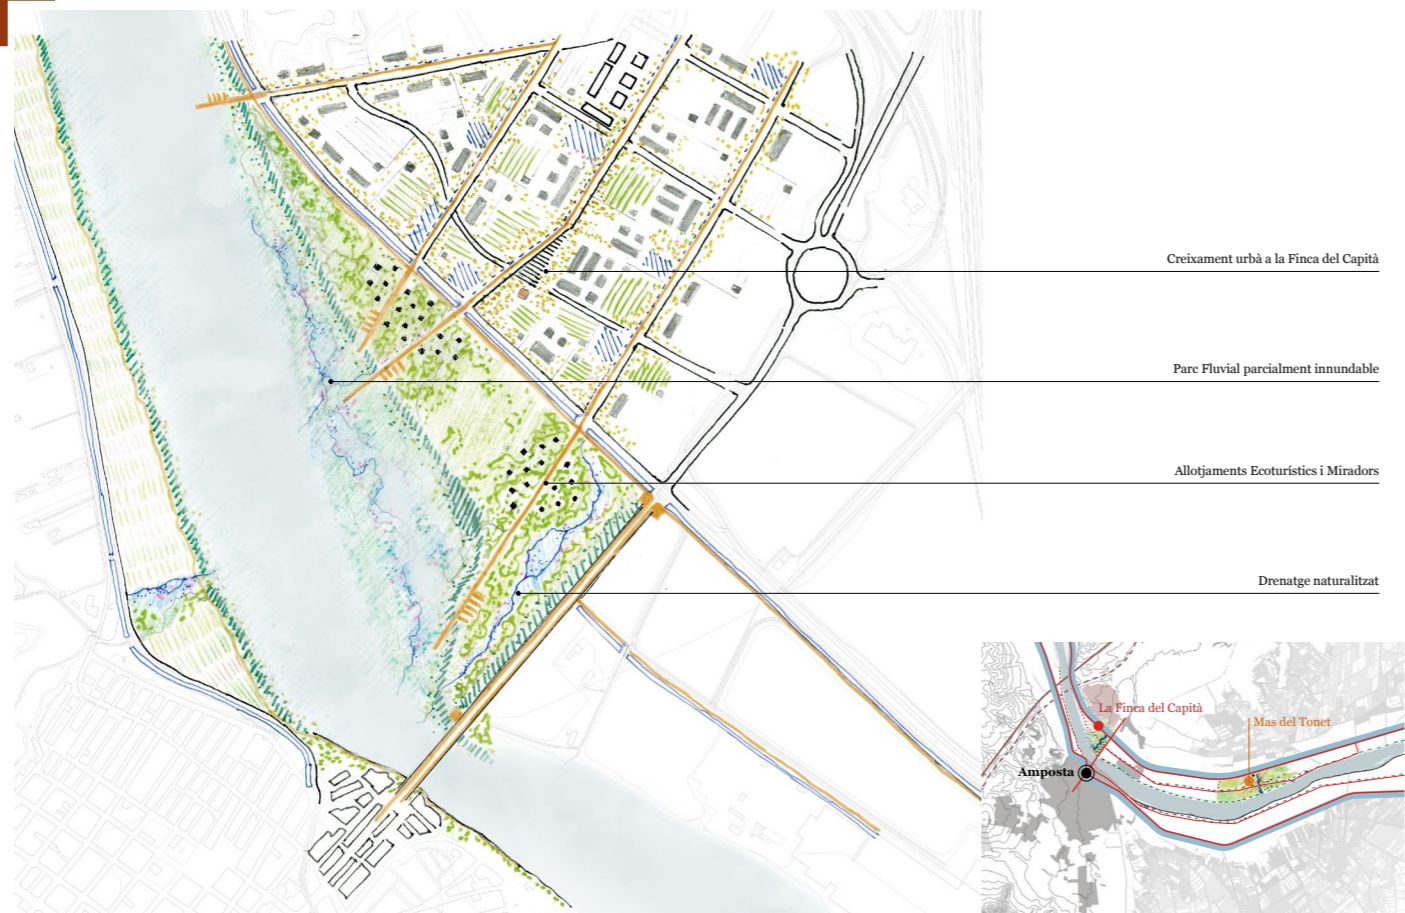 Creixament urbà a la Finca del Capità
Parc Fluvial parcialment innundable
Allotjaments Ecoturístics i Miradors
Drenatge naturalitzat
La Finca del Capità
Mas del Tonet
Amposta